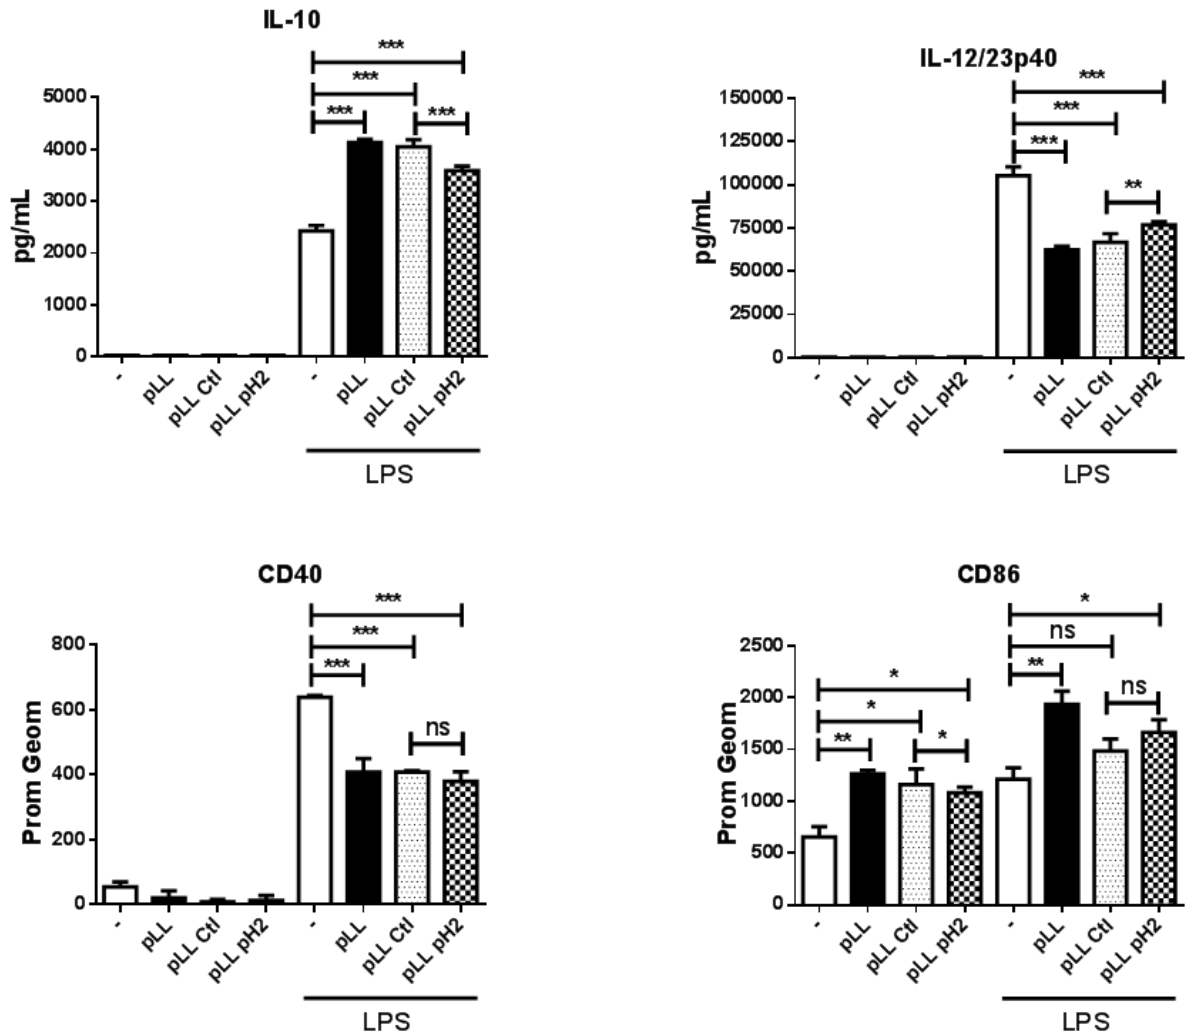 IL-10
***
***
***
***
5000
4000
3000
2000
1000
0
pg/mL
-
pLL
pLL Ctl
pLL pH2
-
pLL
pLL Ctl
pLL pH2
LPS
IL-12/23p40
***
***
***
**
150000
125000
100000
75000
50000
25000
0
pg/mL
-
pLL
pLL Ctl
pLL pH2
-
pLL
pLL Ctl
pLL pH2
LPS
CD40
***
***
***
ns
800
600
400
200
0
Prom Geom
-
pLL
pLL Ctl
pLL pH2
-
pLL
pLL Ctl
pLL pH2
LPS
CD86
*
ns
**
ns
*
*
**
*
2500
2000
1500
1000
500
0
Prom Geom
-
pLL
pLL Ctl
pLL pH2
-
pLL
pLL Ctl
pLL pH2
LPS